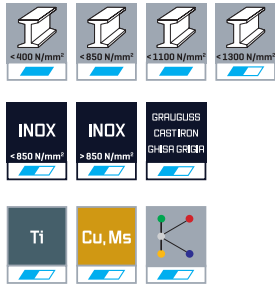 <400 N/mm² <850 N/mm² <1100 N/mm² <1300 N/mm²
INOX INOX GRAUGUSS
CAST IRON
GHISA GRIGIA
<850 N/mm² >850 N/mm²
Ti Cu, Ms